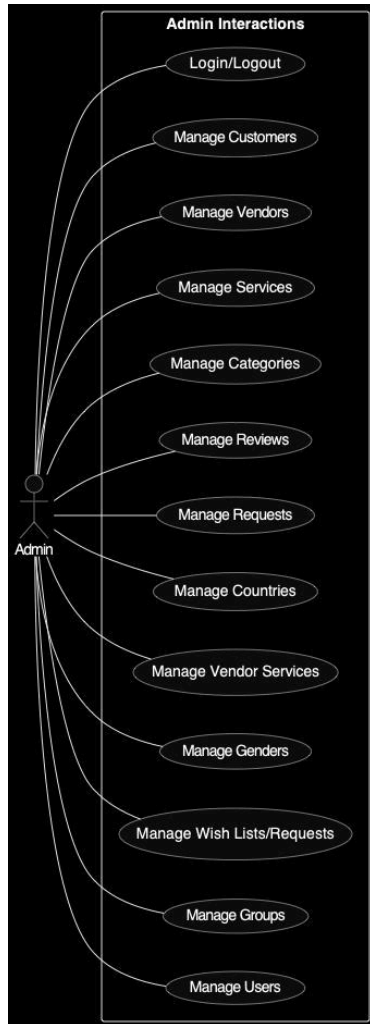 Admin Interactions
Login/Logout
Manage Customers
Manage Vendors
Manage Services
Manage Categories
Manage Reviews
Manage Requests
Admin
Manage Countries
Manage Vendor Services
Manage Genders
Manage Wish Lists/Requests
Manage Groups
Manage Users